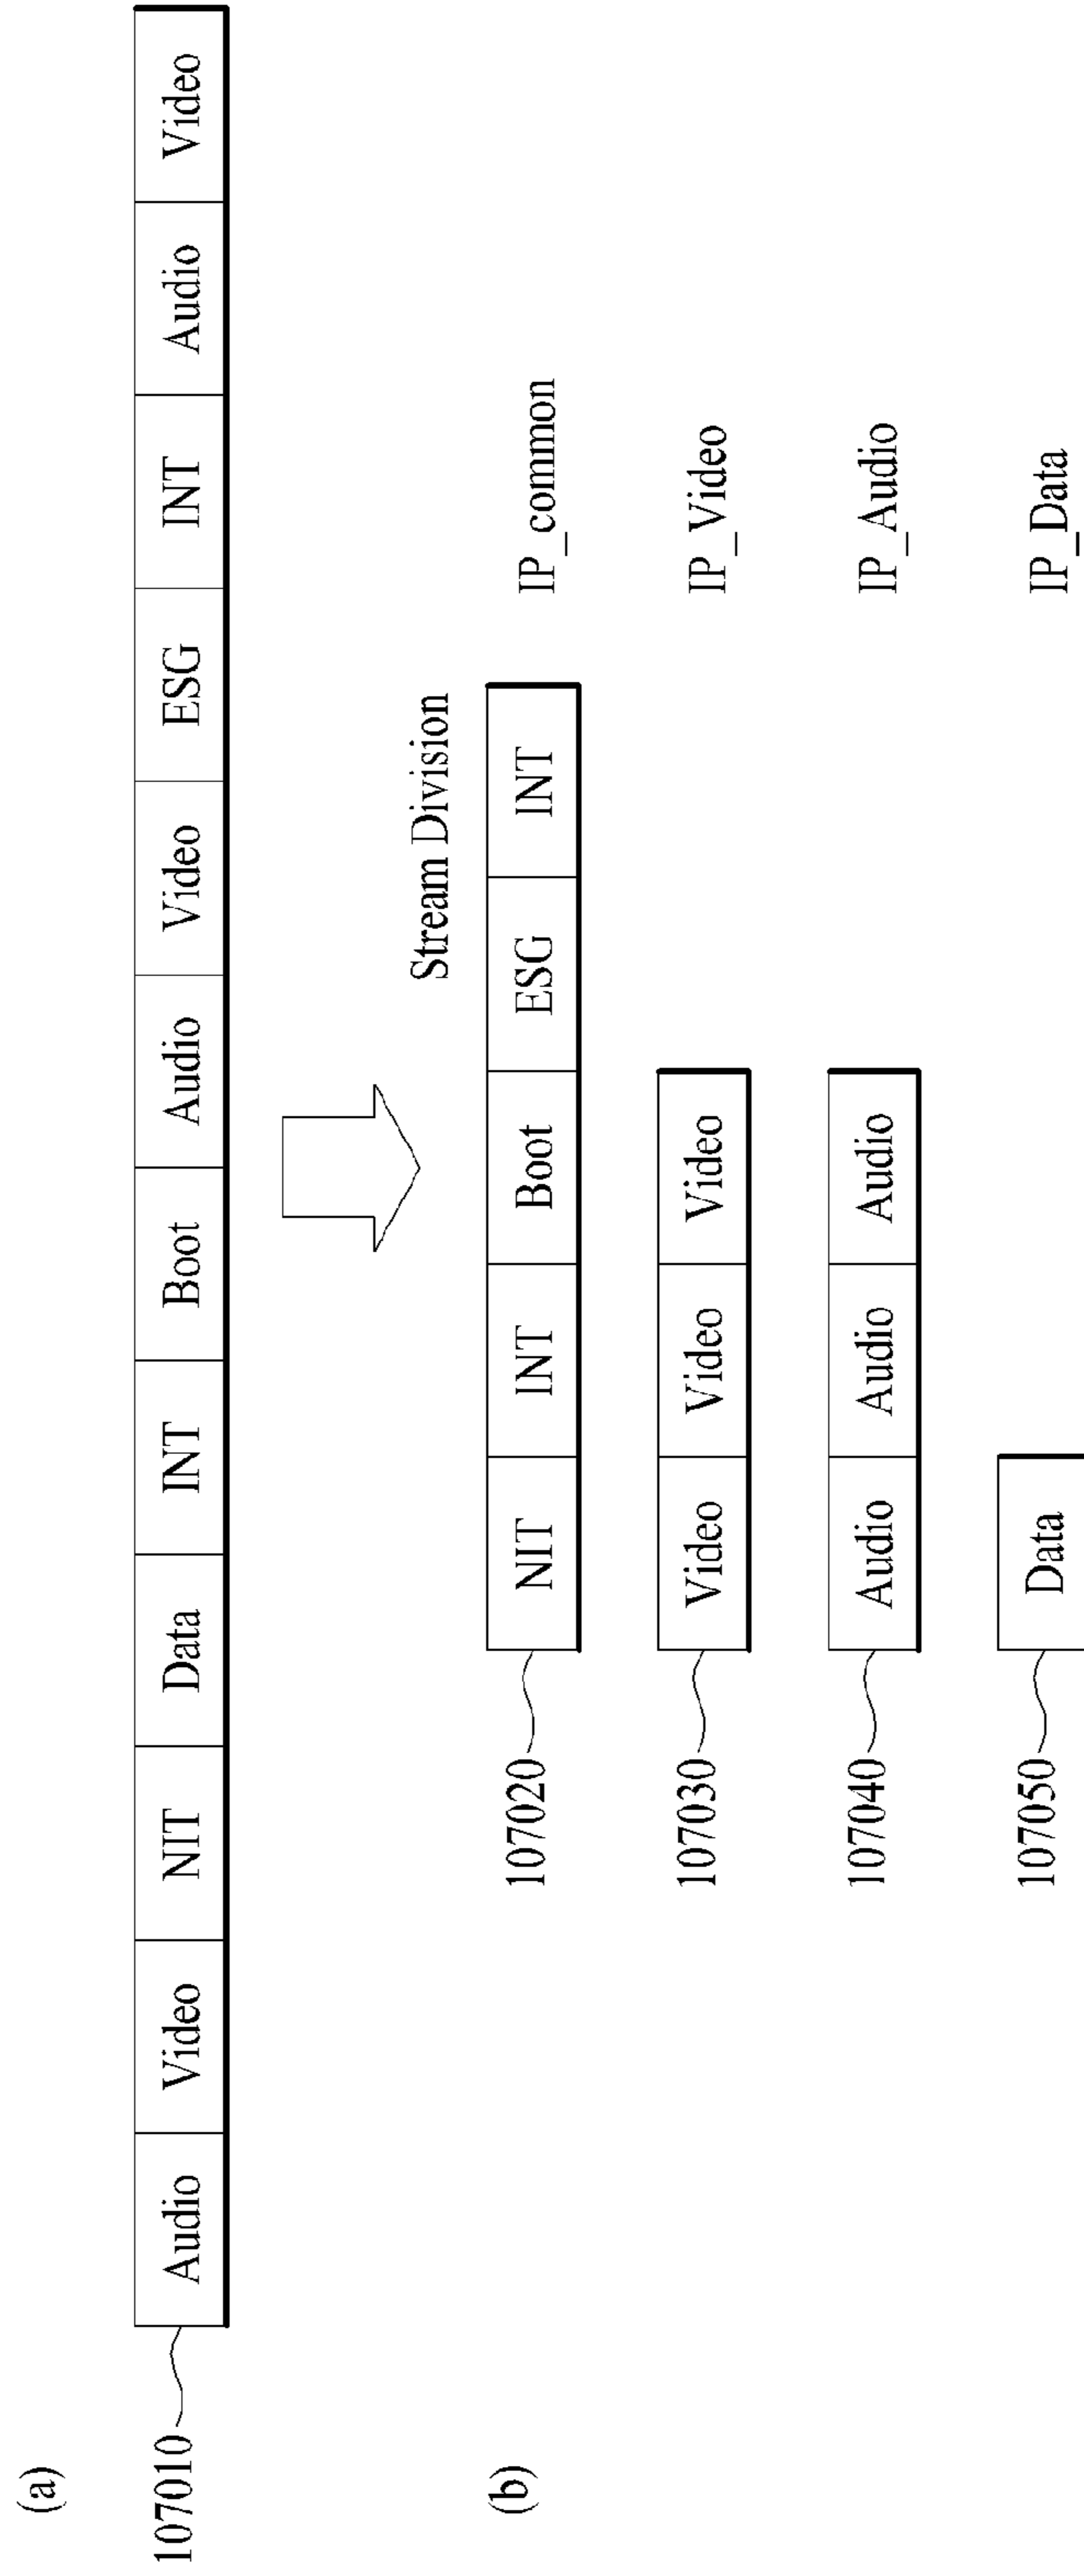 (a)
107010 Audio Video NIT Data INT Boot Audio Video ESG INT Audio Video
Stream Division
(b)
107020 NIT INT Boot ESG INT IP_common
107030 Video Video Video IP_Video
107040 Audio Audio Audio IP_Audio
107050 Data IP_Data